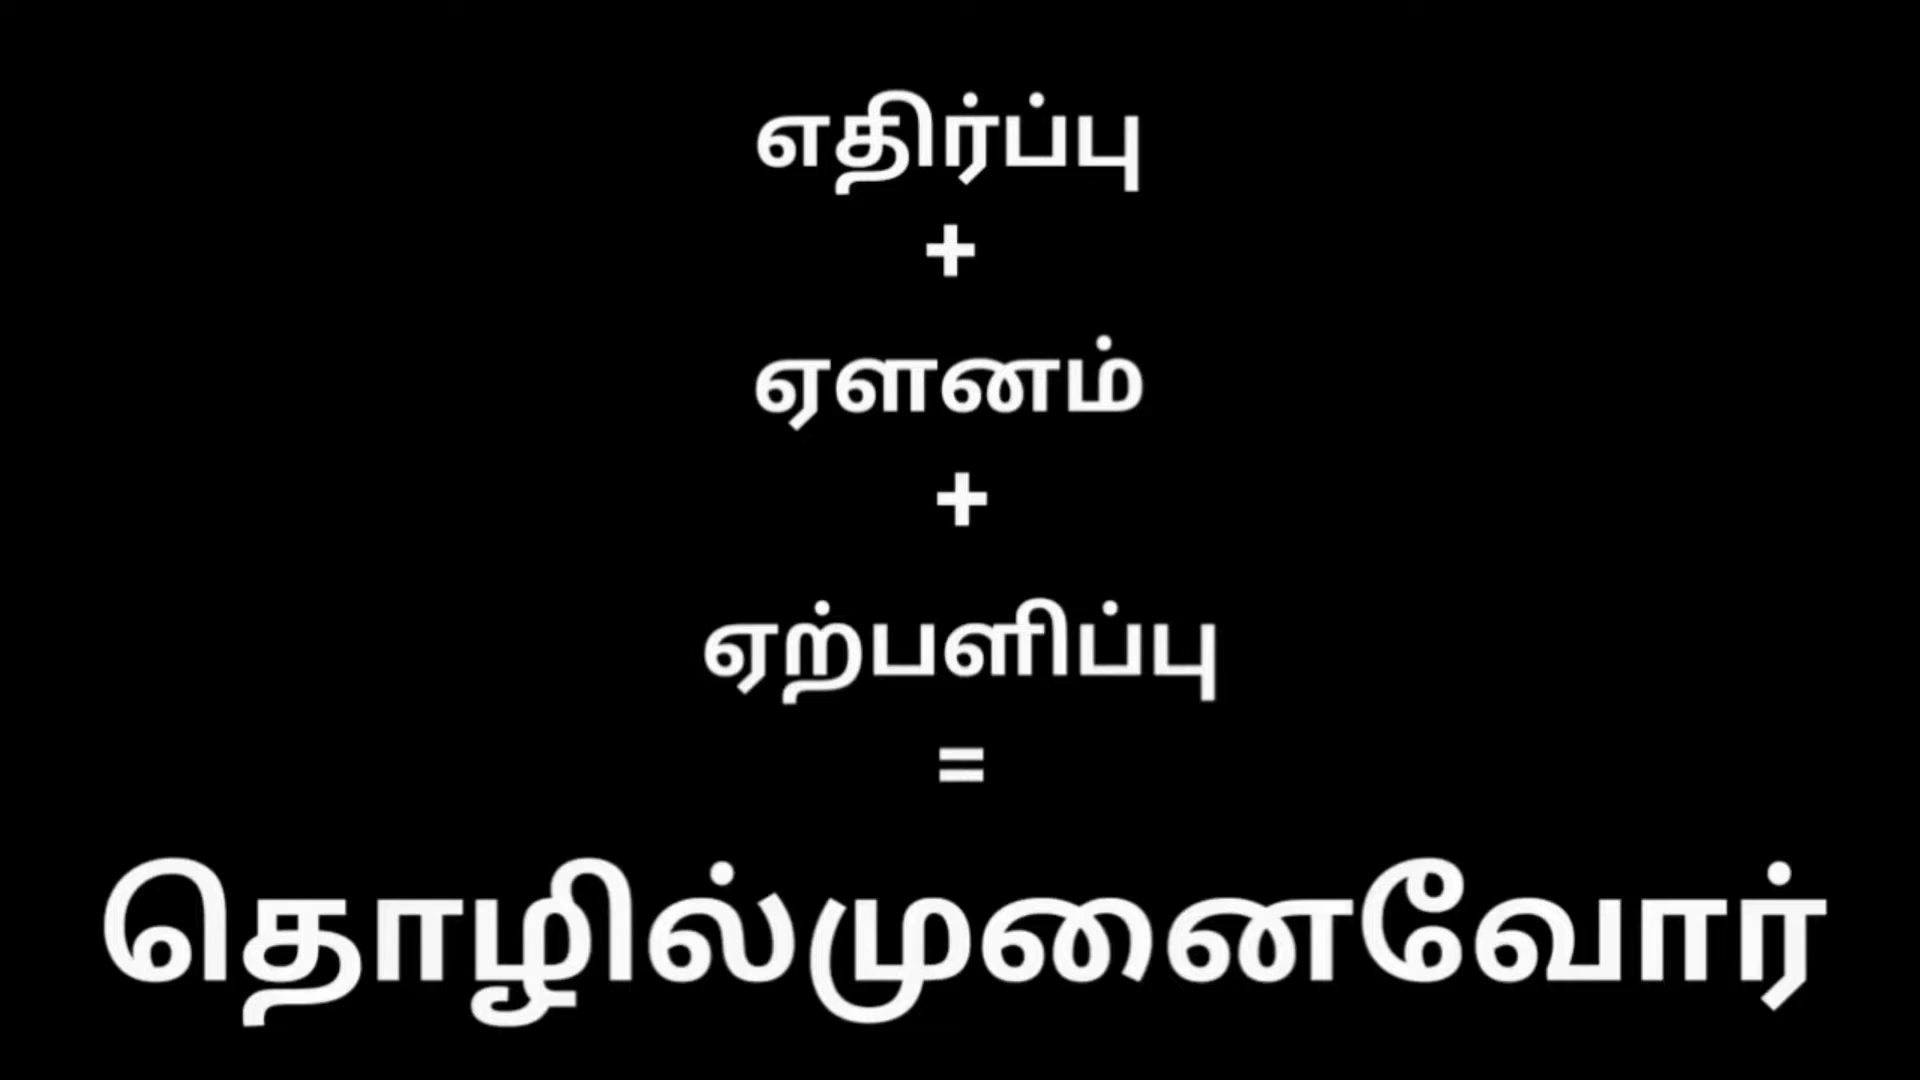 எதிர்ப்பு
+
ஏளனம்
+
ஏற்பளிப்பு
=
தொழில்முனைவோர்